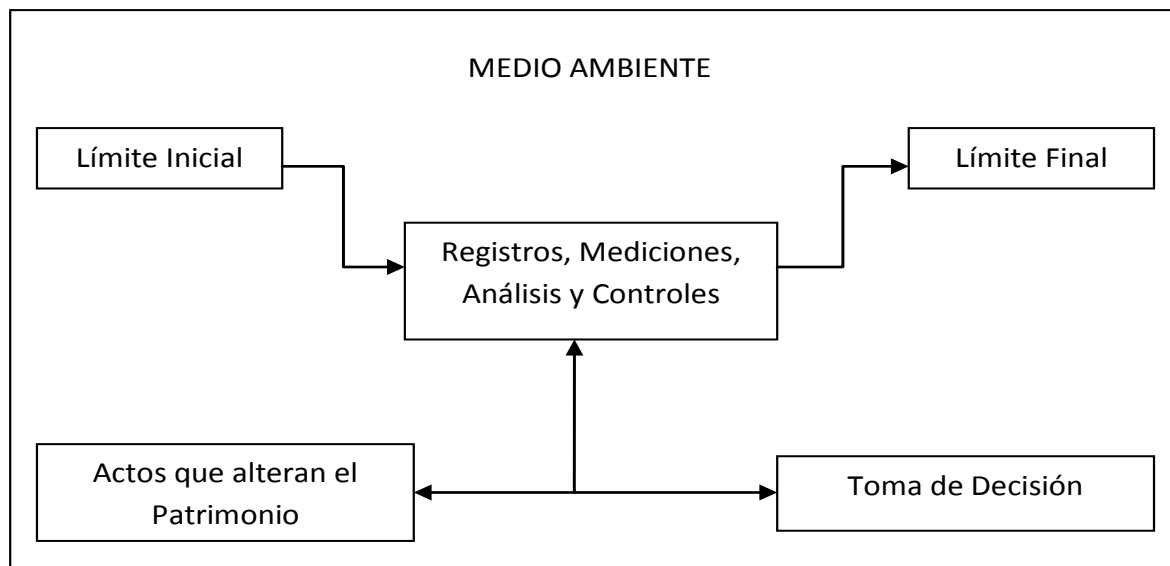 MEDIO AMBIENTE
Límite Inicial
Límite Final
Registros, Mediciones,
Análisis y Controles
Actos que alteran el
Patrimonio
Toma de Decisión